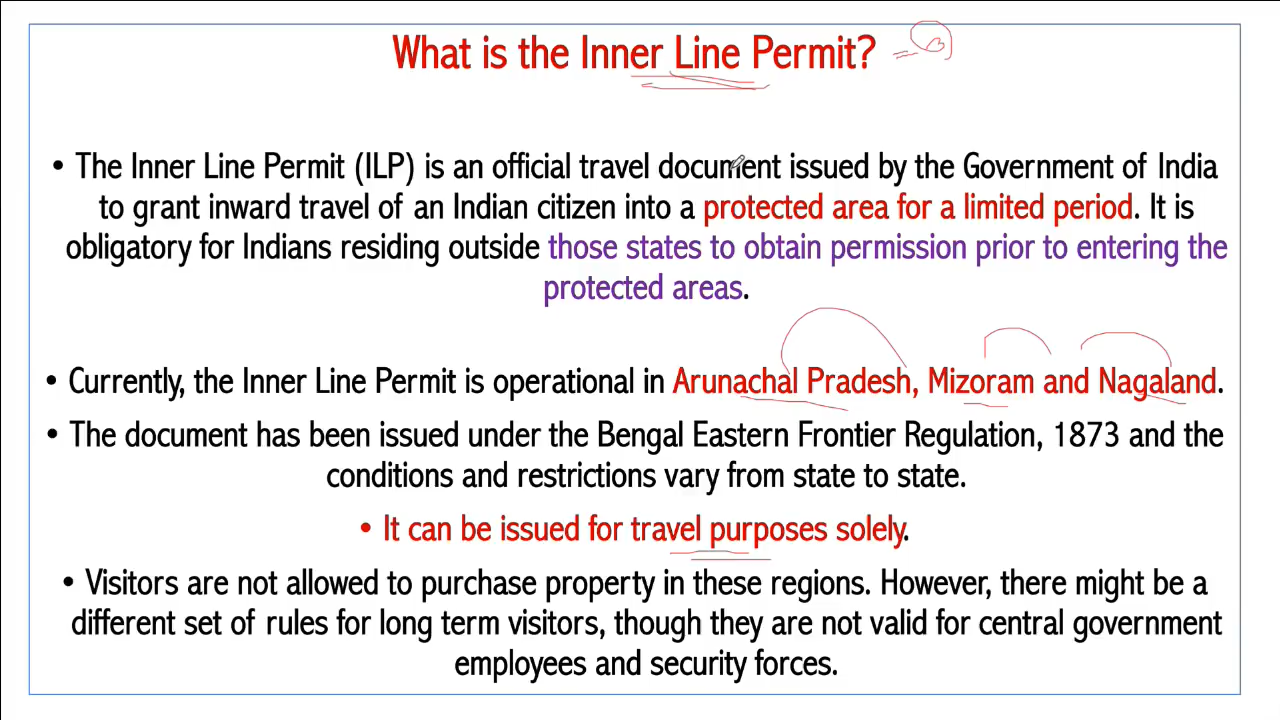 What is the Inner Line Permit?
• The Inner Line Permit (ILP) is an official travel document issued by the Government of India
to grant inward travel of an Indian citizen into a protected area for a limited period. It is
obligatory for Indians residing outside those states to obtain permission prior to entering the
protected areas.
• Currently, the Inner Line Permit is operational in Arunachal Pradesh, Mizoram and Nagaland.
• The document has been issued under the Bengal Eastern Frontier Regulation, 1873 and the
conditions and restrictions vary from state to state.
• It can be issued for travel purposes solely.
• Visitors are not allowed to purchase property in these regions. However, there might be a
different set of rules for long term visitors, though they are not valid for central government
employees and security forces.